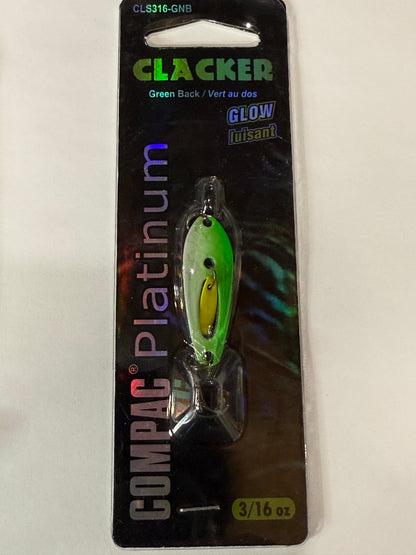 CLS316-GNB
CLACKER
Green Back / Vert au dos
GLOW
luisant
COMPAC® Platinum
3/16 oz